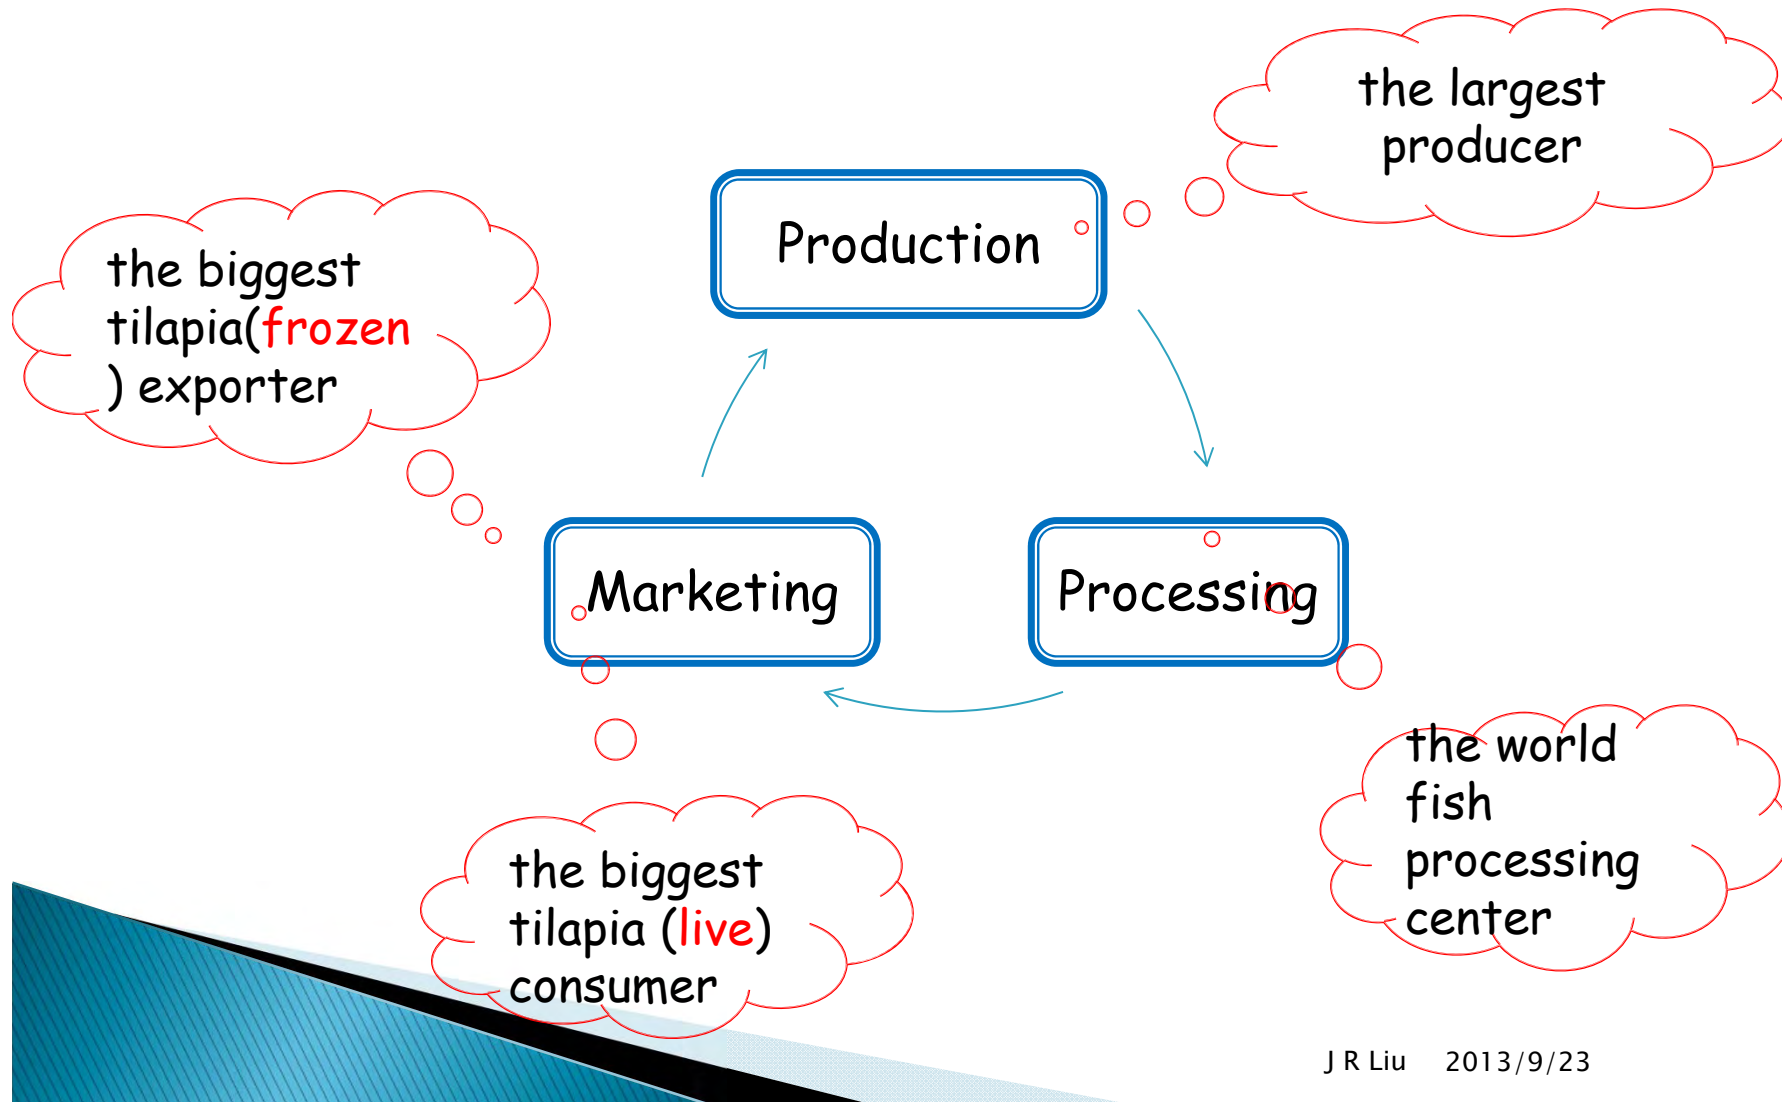 the largest
producer
Production
the biggest
tilapia(frozen
) exporter
Marketing
Processing
the world
fish
processing
center
the biggest
tilapia (live)
consumer
J R Liu 2013/9/23